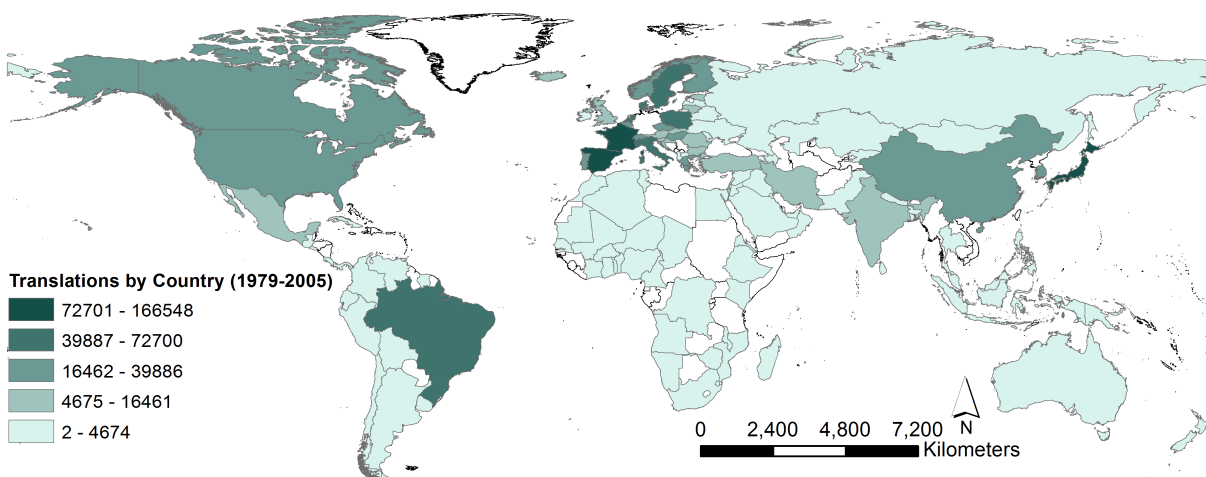 Translations by Country (1979-2005)
72701 - 166548
39887 - 72700
16462 - 39886
4675 - 16461
2 - 4674
N
0 2,400 4,800 7,200
Kilometers